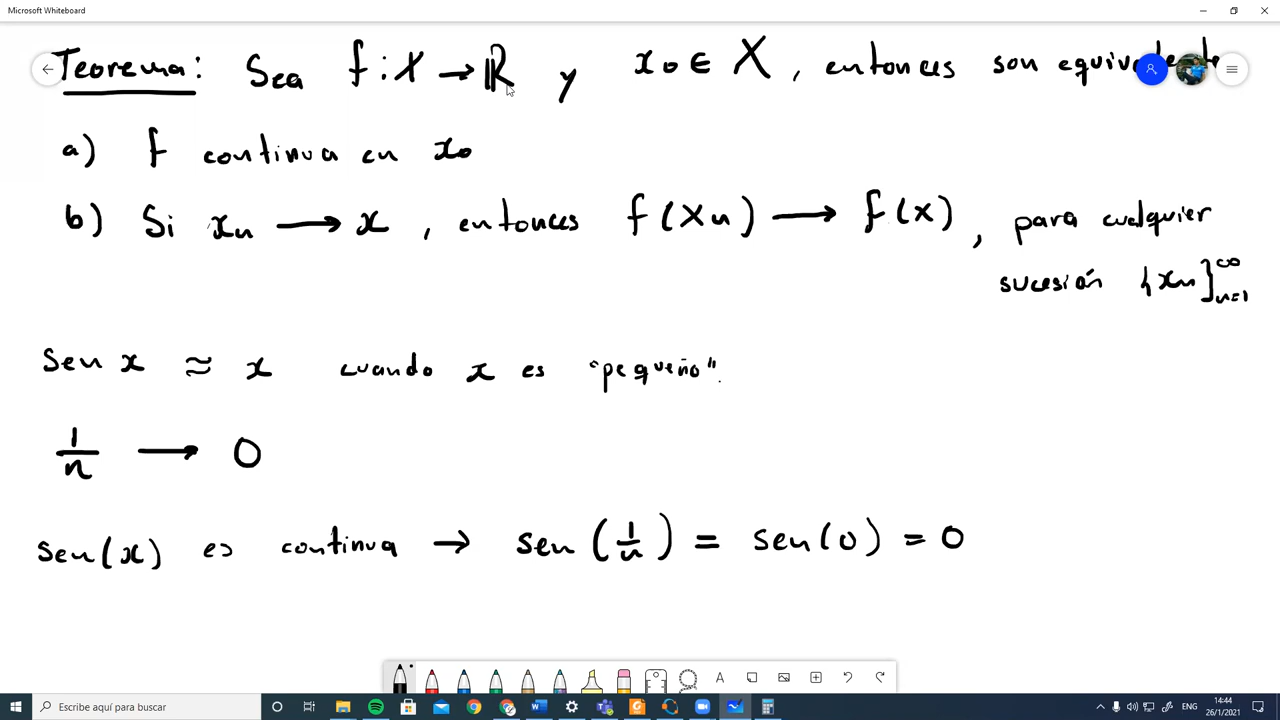 Microsoft Whiteboard
Teorema: Sea f : X → ℝ y x₀ ∈ X, entonces son equivalente
a) f continua en x₀
b) Si xₙ → x, entonces f(Xₙ) → f(x), para cualquier
sucesión {xₙ}ₙ₌₁^∞
Sen x ≈ x cuando x es "pequeño".
1/n → 0
sen(x) es continua → sen(1/n) = sen(0) = 0
A
Escribe aquí para buscar
ENG
14:44
26/1/2021